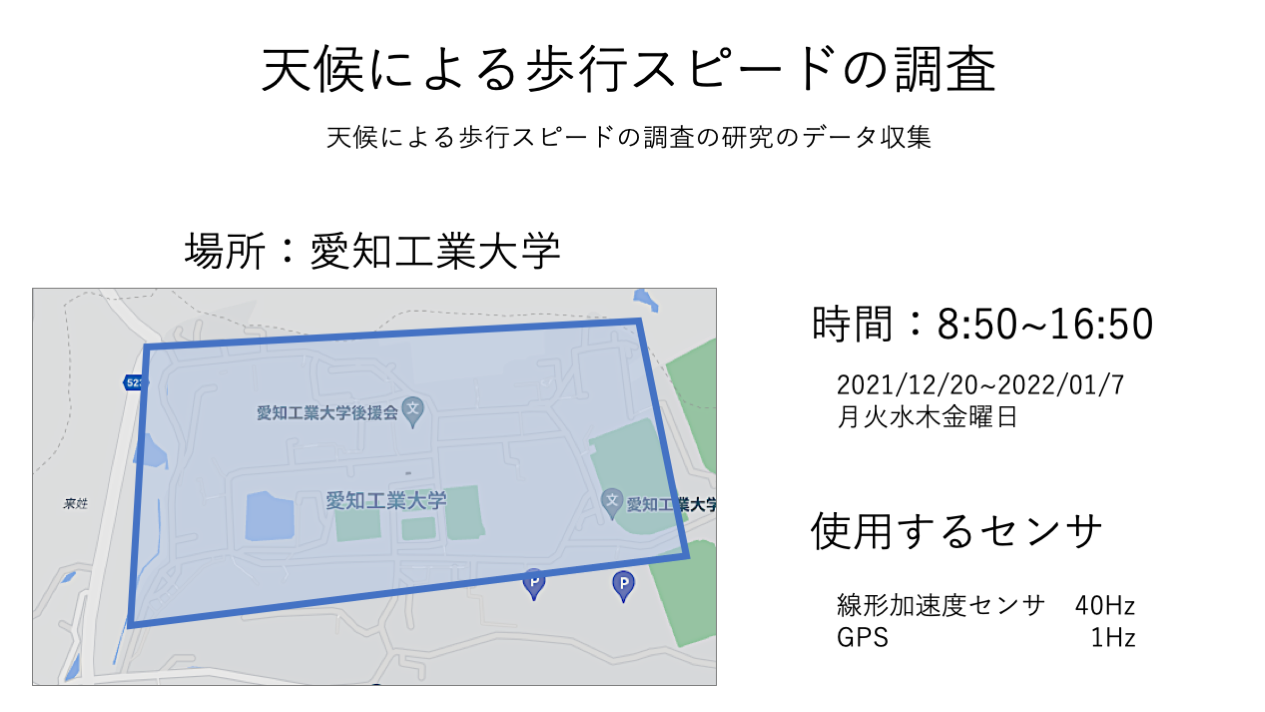 天候による歩行スピードの調査
天候による歩行スピードの調査の研究のデータ収集
場所：愛知工業大学
523
愛知工業大学後援会
文
愛知工業大学
来姓
文
愛知工業大学
P
P
時間：8:50~16:50
2021/12/20~2022/01/7
月火水木金曜日
使用するセンサ
線形加速度センサ 40Hz
GPS 1Hz